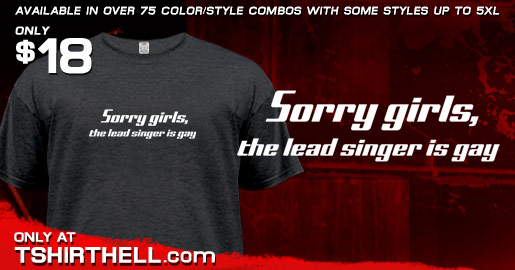 AVAILABLE IN OVER 75 COLOR/STYLE COMBOS WITH SOME STYLES UP TO 5XL
ONLY
$18
Sorry girls,
the lead singer is gay
Sorry girls,
the lead singer is gay
ONLY AT
TSHIRTHELL.com